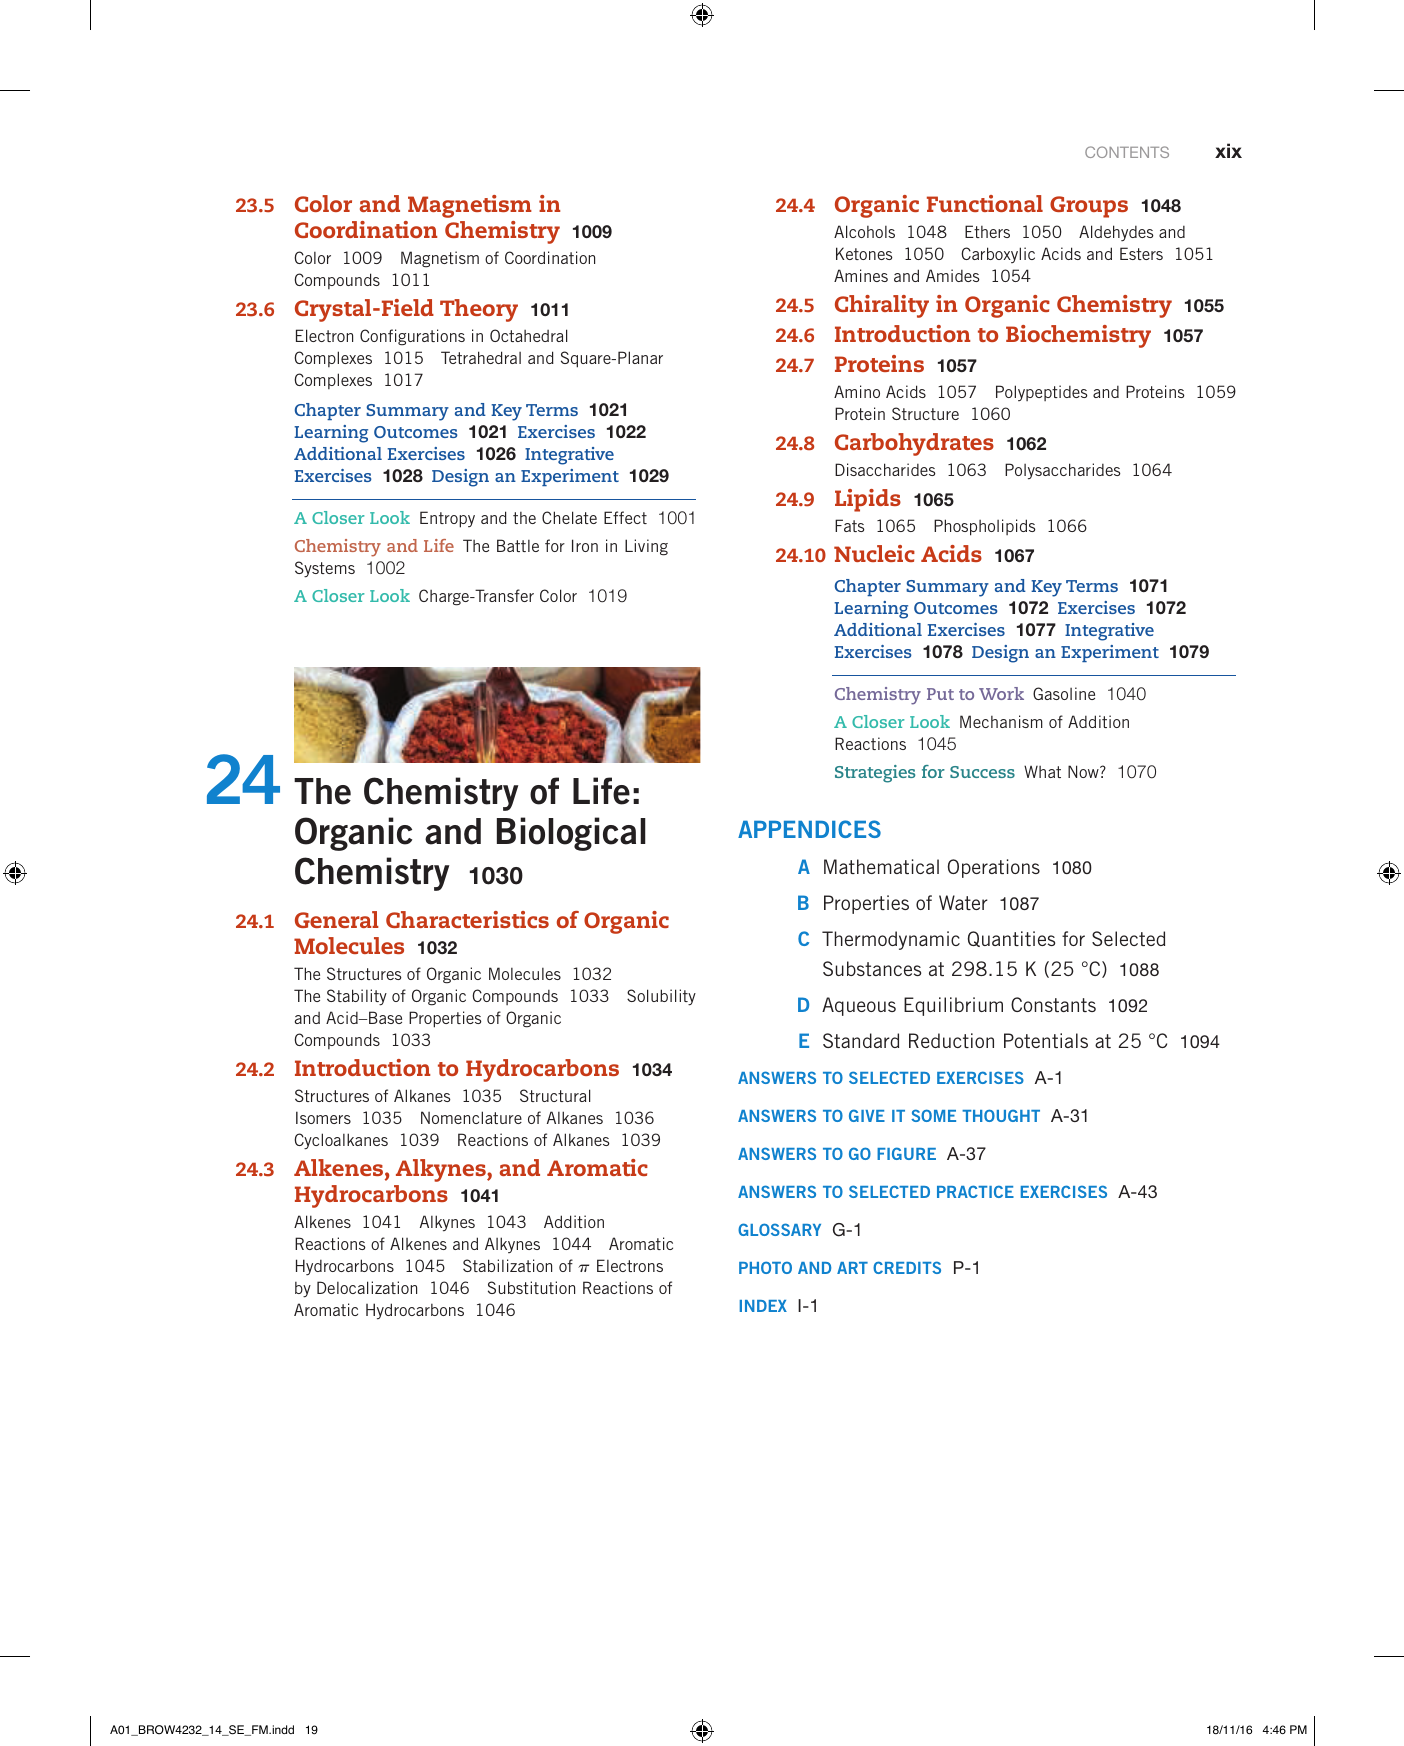 CONTENTS xix
23.5 Color and Magnetism in
Coordination Chemistry 1009
Color 1009 Magnetism of Coordination
Compounds 1011
23.6 Crystal-Field Theory 1011
Electron Configurations in Octahedral
Complexes 1015 Tetrahedral and Square-Planar
Complexes 1017
Chapter Summary and Key Terms 1021
Learning Outcomes 1021 Exercises 1022
Additional Exercises 1026 Integrative
Exercises 1028 Design an Experiment 1029
A Closer Look Entropy and the Chelate Effect 1001
Chemistry and Life The Battle for Iron in Living
Systems 1002
A Closer Look Charge-Transfer Color 1019
24 The Chemistry of Life:
Organic and Biological
Chemistry 1030
24.1 General Characteristics of Organic
Molecules 1032
The Structures of Organic Molecules 1032
The Stability of Organic Compounds 1033 Solubility
and Acid–Base Properties of Organic
Compounds 1033
24.2 Introduction to Hydrocarbons 1034
Structures of Alkanes 1035 Structural
Isomers 1035 Nomenclature of Alkanes 1036
Cycloalkanes 1039 Reactions of Alkanes 1039
24.3 Alkenes, Alkynes, and Aromatic
Hydrocarbons 1041
Alkenes 1041 Alkynes 1043 Addition
Reactions of Alkenes and Alkynes 1044 Aromatic
Hydrocarbons 1045 Stabilization of π Electrons
by Delocalization 1046 Substitution Reactions of
Aromatic Hydrocarbons 1046
24.4 Organic Functional Groups 1048
Alcohols 1048 Ethers 1050 Aldehydes and
Ketones 1050 Carboxylic Acids and Esters 1051
Amines and Amides 1054
24.5 Chirality in Organic Chemistry 1055
24.6 Introduction to Biochemistry 1057
24.7 Proteins 1057
Amino Acids 1057 Polypeptides and Proteins 1059
Protein Structure 1060
24.8 Carbohydrates 1062
Disaccharides 1063 Polysaccharides 1064
24.9 Lipids 1065
Fats 1065 Phospholipids 1066
24.10 Nucleic Acids 1067
Chapter Summary and Key Terms 1071
Learning Outcomes 1072 Exercises 1072
Additional Exercises 1077 Integrative
Exercises 1078 Design an Experiment 1079
Chemistry Put to Work Gasoline 1040
A Closer Look Mechanism of Addition
Reactions 1045
Strategies for Success What Now? 1070
APPENDICES
A Mathematical Operations 1080
B Properties of Water 1087
C Thermodynamic Quantities for Selected
Substances at 298.15 K (25 °C) 1088
D Aqueous Equilibrium Constants 1092
E Standard Reduction Potentials at 25 °C 1094
ANSWERS TO SELECTED EXERCISES A-1
ANSWERS TO GIVE IT SOME THOUGHT A-31
ANSWERS TO GO FIGURE A-37
ANSWERS TO SELECTED PRACTICE EXERCISES A-43
GLOSSARY G-1
PHOTO AND ART CREDITS P-1
INDEX I-1
A01_BROW4232_14_SE_FM.indd 19
18/11/16 4:46 PM